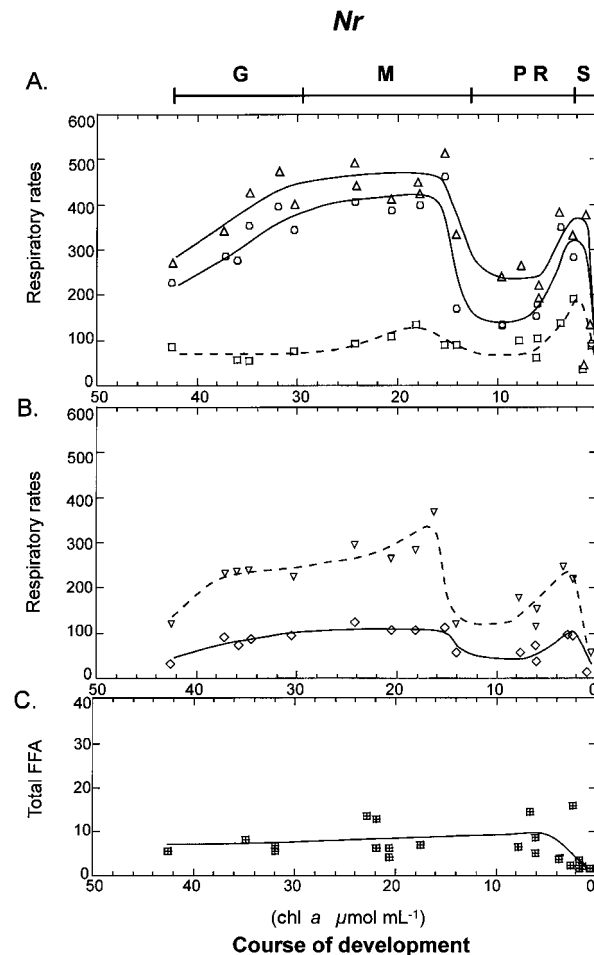 Nr
G M P R S
A.
600
500
400
300
200
100
0
Respiratory rates
50 40 30 20 10 0
B.
600
500
400
300
200
100
0
Respiratory rates
50 40 30 20 10 0
C.
40
30
20
10
0
Total FFA
50 40 30 20 10 0
(chl a µmol mL⁻¹)
Course of development